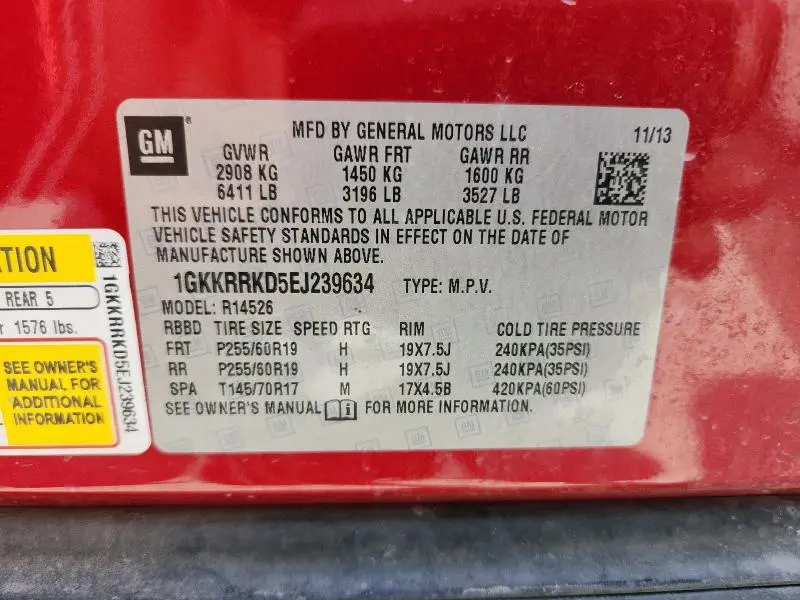 GM ®
MFD BY GENERAL MOTORS LLC 11/13
GVWR GAWR FRT GAWR RR
2908 KG 1450 KG 1600 KG
6411 LB 3196 LB 3527 LB
THIS VEHICLE CONFORMS TO ALL APPLICABLE U.S. FEDERAL MOTOR
VEHICLE SAFETY STANDARDS IN EFFECT ON THE DATE OF
MANUFACTURE SHOWN ABOVE.
1GKKRRKD5EJ239634 TYPE: M.P.V.
MODEL: R14526
RBBD TIRE SIZE SPEED RTG RIM COLD TIRE PRESSURE
FRT P255/60R19 H 19X7.5J 240KPA(35PSI)
RR P255/60R19 H 19X7.5J 240KPA(35PSI)
SPA T145/70R17 M 17X4.5B 420KPA(60PSI)
SEE OWNER'S MANUAL FOR MORE INFORMATION.
REAR 5
1576 lbs.
SEE OWNER'S
MANUAL FOR
ADDITIONAL
INFORMATION
1GKKRRKD5EJ239634